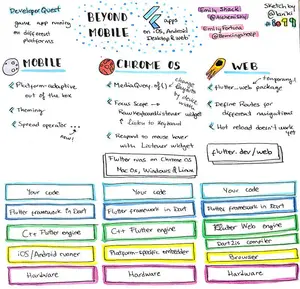 DeveloperQuest
game app running
on different
platforms
BEYOND
MOBILE
apps
on iOS, Android
Desktop & web
Emily Shack
@AlchemistXy
Emily Fortuna
@bouncingsheep
Sketch by
MOBILE
Platform adaptive
out of the box
Theming
Spread operator ...
new!
CHROME OS
MediaQuery.of()
change
layouts
by device
width
Focus Scope
RawKeyboardListener widget
Listen to keyboard
Respond to mouse hover
with Listener widget
Flutter runs on Chrome OS
Mac OS, Windows & Linux
WEB
temporary!
flutter_web package
Define Routes for
different navigation
Hot reload doesn't work
yet
flutter.dev/web
Your code
Flutter framework in Dart
C++ Flutter engine
iOS/Android runner
Hardware
Your code
Flutter framework in Dart
C++ Flutter engine
Platform-specific embedder
Hardware
Your code
Flutter framework in Dart
Flutter Web engine
Dart2js compiler
Browser
Hardware